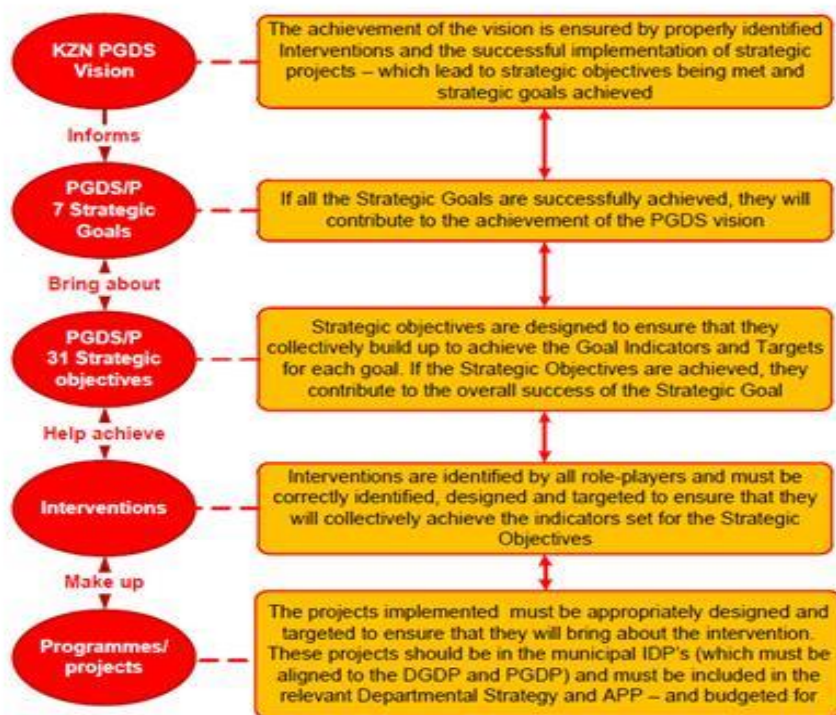 KZN PGDS
Vision
The achievement of the vision is ensured by properly identified
Interventions and the successful implementation of strategic
projects – which lead to strategic objectives being met and
strategic goals achieved
Informs
PGDS/P
7 Strategic
Goals
If all the Strategic Goals are successfully achieved, they will
contribute to the achievement of the PGDS vision
Bring about
PGDS/P
31 Strategic
objectives
Strategic objectives are designed to ensure that they
collectively build up to achieve the Goal Indicators and Targets
for each goal. If the Strategic Objectives are achieved, they
contribute to the overall success of the Strategic Goal
Help achieve
Interventions
Interventions are identified by all role-players and must be
correctly identified, designed and targeted to ensure that they
will collectively achieve the indicators set for the Strategic
Objectives
Make up
Programmes/
projects
The projects implemented must be appropriately designed and
targeted to ensure that they will bring about the intervention.
These projects should be in the municipal IDP's (which must be
aligned to the DGDP and PGDP) and must be included in the
relevant Departmental Strategy and APP – and budgeted for